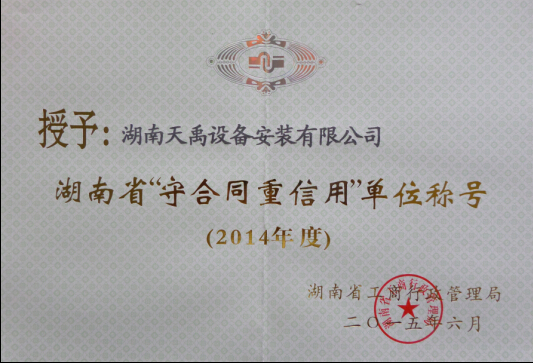 授予：湖南天禹设备安装有限公司
湖南省“守合同重信用”单位称号
(2014年度)
湖南省工商行政管理局
二〇一五年六月